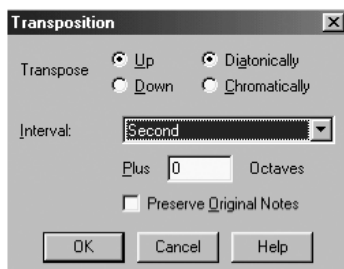 Transposition
Transpose Up Diatonically
Down Chromatically
Interval: Second
Plus 0 Octaves
Preserve Original Notes
OK Cancel Help